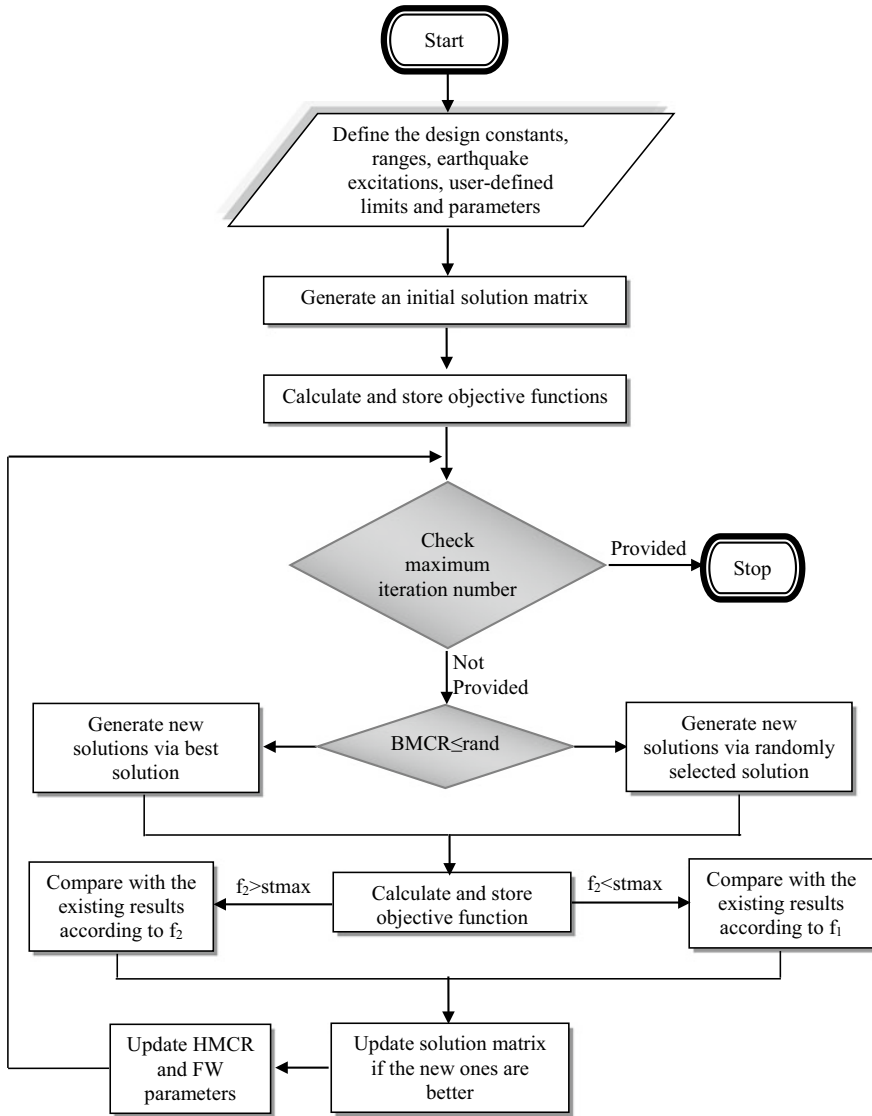 Start
Define the design constants,
ranges, earthquake
excitations, user-defined
limits and parameters
Generate an initial solution matrix
Calculate and store objective functions
Check
maximum
iteration number
Provided
Stop
Not
Provided
Generate new
solutions via best
solution
BMCR≤rand
Generate new
solutions via randomly
selected solution
Compare with the
existing results
according to f₂
f₂>stmax
Calculate and store
objective function
f₂<stmax
Compare with the
existing results
according to f₁
Update HMCR
and FW
parameters
Update solution matrix
if the new ones are
better